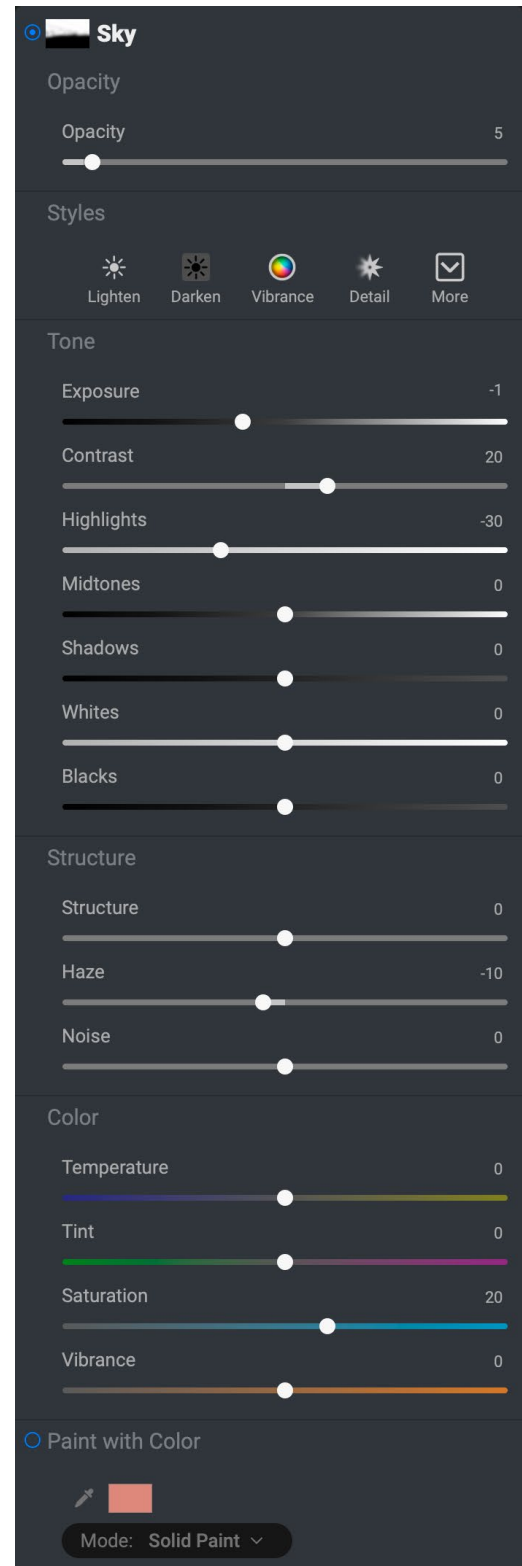 Sky
Opacity
Opacity 5
Styles
Lighten Darken Vibrance Detail More
Tone
Exposure -1
Contrast 20
Highlights -30
Midtones 0
Shadows 0
Whites 0
Blacks 0
Structure
Structure 0
Haze -10
Noise 0
Color
Temperature 0
Tint 0
Saturation 20
Vibrance 0
Paint with Color
Mode: Solid Paint